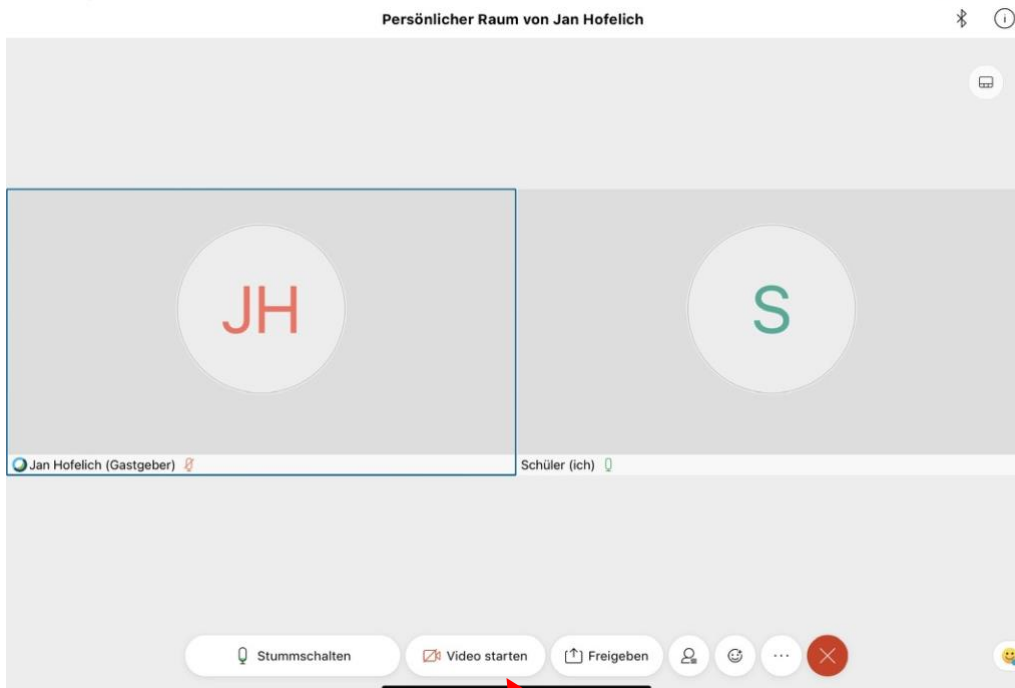 Persönlicher Raum von Jan Hofelich
JH
S
Jan Hofelich (Gastgeber)
Schüler (ich)
Stummschalten
Video starten
Freigeben